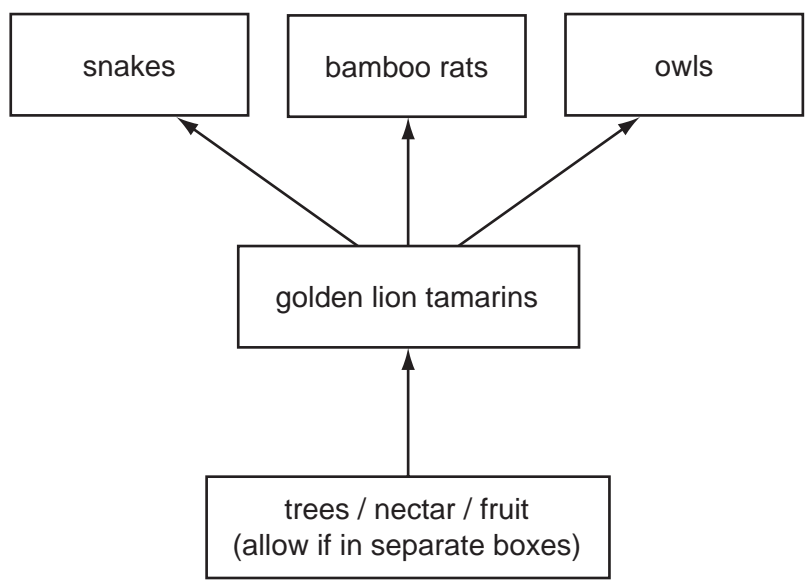 snakes
bamboo rats
owls
golden lion tamarins
trees / nectar / fruit
(allow if in separate boxes)